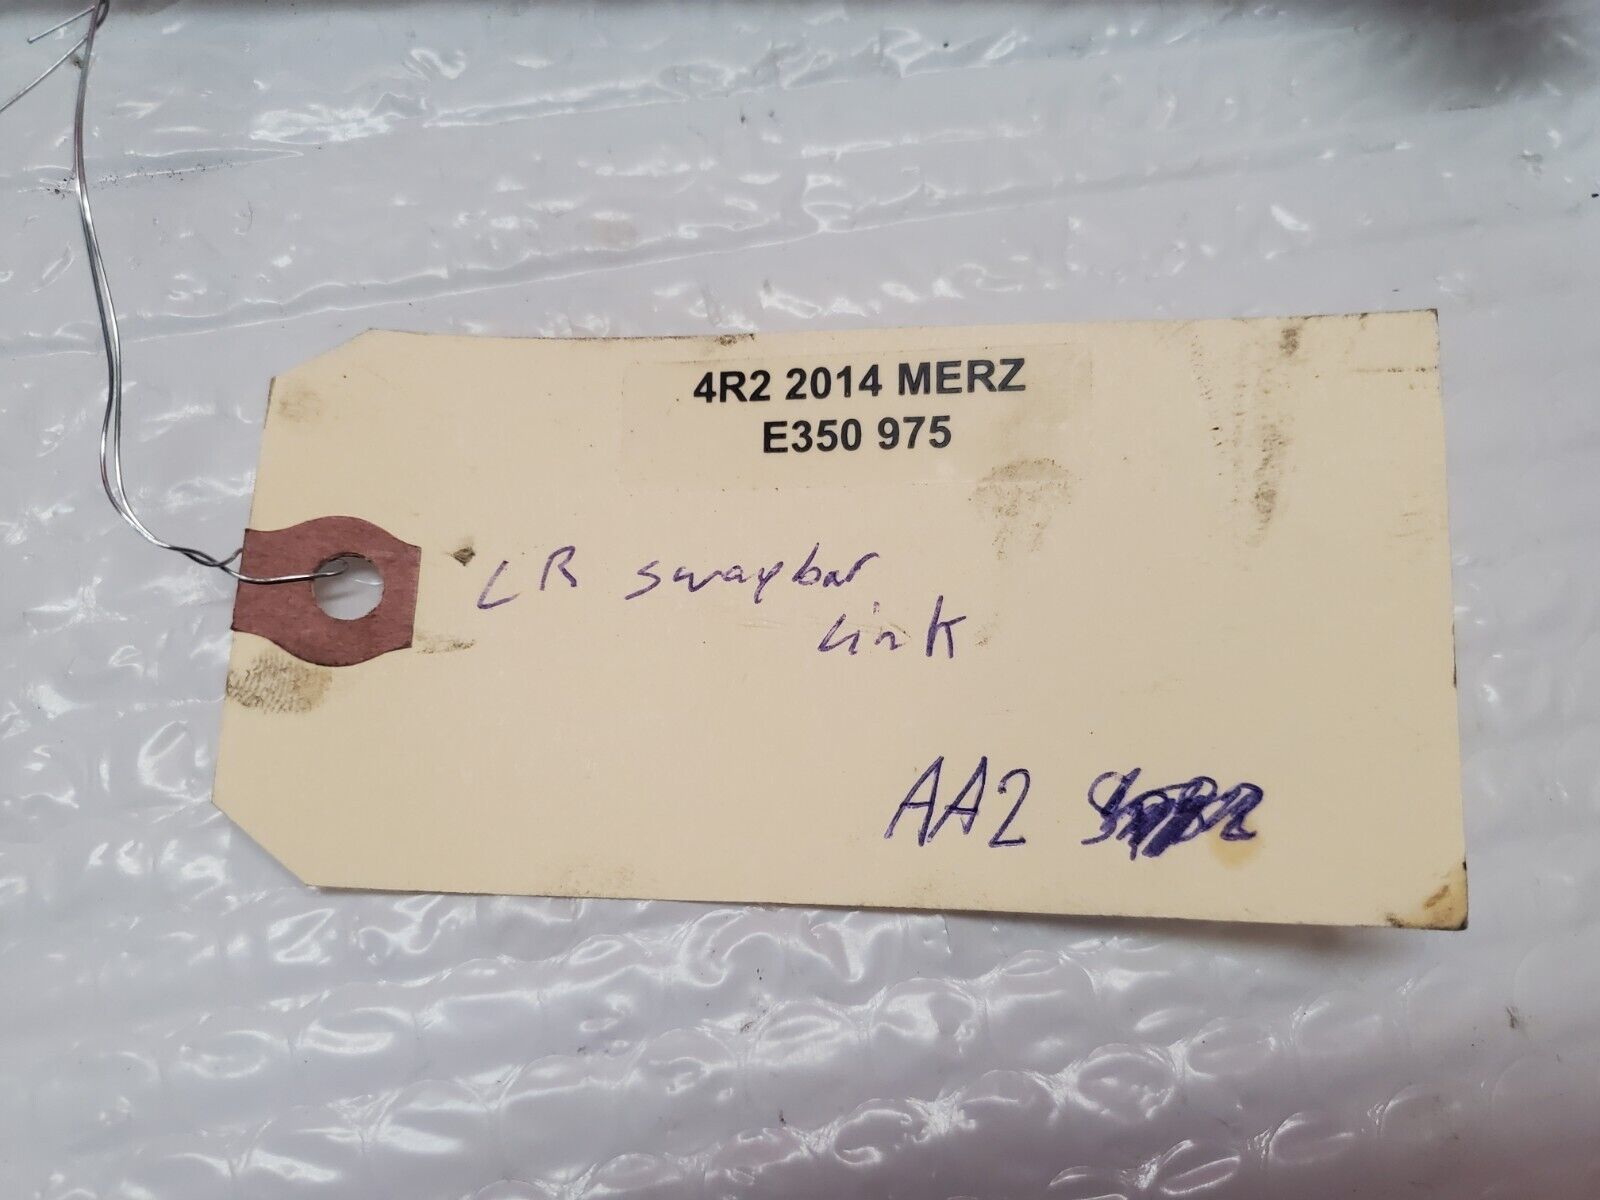 4R2 2014 MERZ
E350 975
LR swaybar
link
AA2